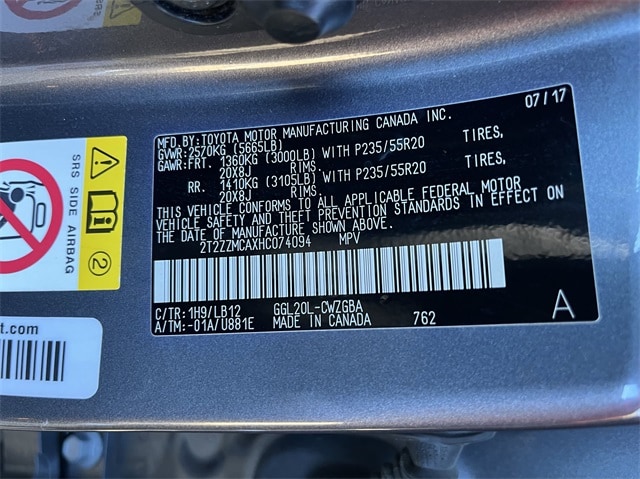 07/17
MFD.BY:TOYOTA MOTOR MANUFACTURING CANADA INC.
GVWR:2570KG (5665LB)
GAWR:FRT. 1360KG (3000LB) WITH P235/55R20 TIRES,
20X8J RIMS.
RR. 1410KG (3105LB) WITH P235/55R20 TIRES,
20X8J RIMS.
THIS VEHICLE CONFORMS TO ALL APPLICABLE FEDERAL MOTOR
VEHICLE SAFETY AND THEFT PREVENTION STANDARDS IN EFFECT ON
THE DATE OF MANUFACTURE SHOWN ABOVE.
2T2ZZMCAXHC074094 MPV
C/TR:1H9/LB12 GGL20L-CWZGBA
A/TM:-01A/U881E MADE IN CANADA 762
A
SRS SIDE AIRBAG
2
t.com